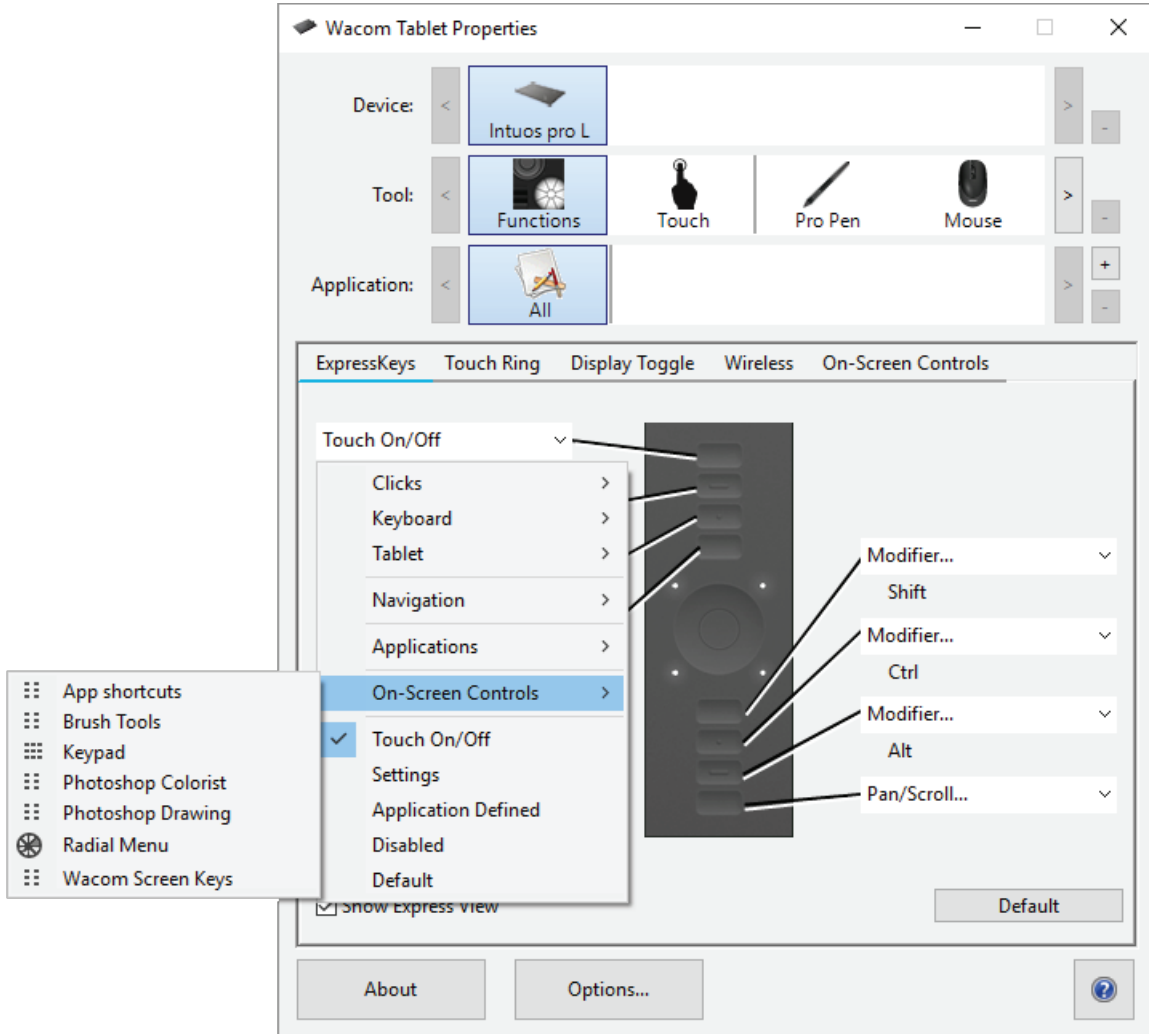 Wacom Tablet Properties
Device:
<
Intuos pro L
>
-
Tool:
<
Functions
Touch
Pro Pen
Mouse
>
-
Application:
<
All
>
+
-
ExpressKeys Touch Ring Display Toggle Wireless On-Screen Controls
Touch On/Off
Clicks
Keyboard
Tablet
Navigation
Applications
On-Screen Controls
Touch On/Off
Settings
Application Defined
Disabled
Default
App shortcuts
Brush Tools
Keypad
Photoshop Colorist
Photoshop Drawing
Radial Menu
Wacom Screen Keys
Modifier...
Shift
Modifier...
Ctrl
Modifier...
Alt
Pan/Scroll...
Show Express View
Default
About
Options...
?